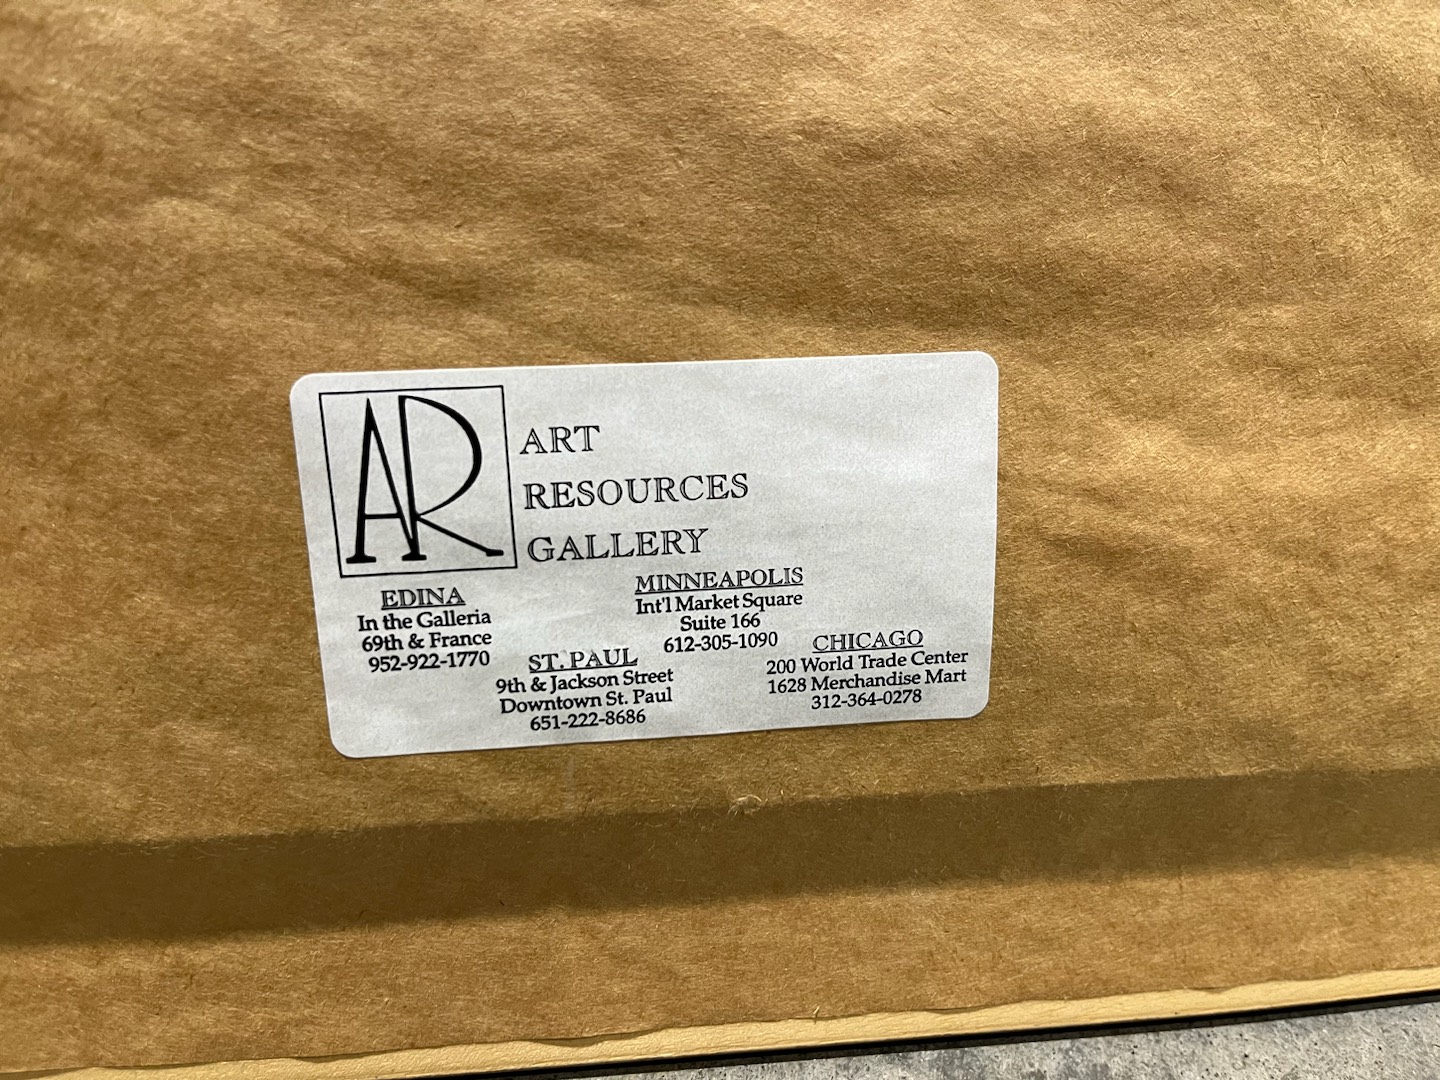 AR
ART
RESOURCES
GALLERY
EDINA
In the Galleria
69th & France
952-922-1770
ST. PAUL
9th & Jackson Street
Downtown St. Paul
651-222-8686
MINNEAPOLIS
Int'l Market Square
Suite 166
612-305-1090
CHICAGO
200 World Trade Center
1628 Merchandise Mart
312-364-0278